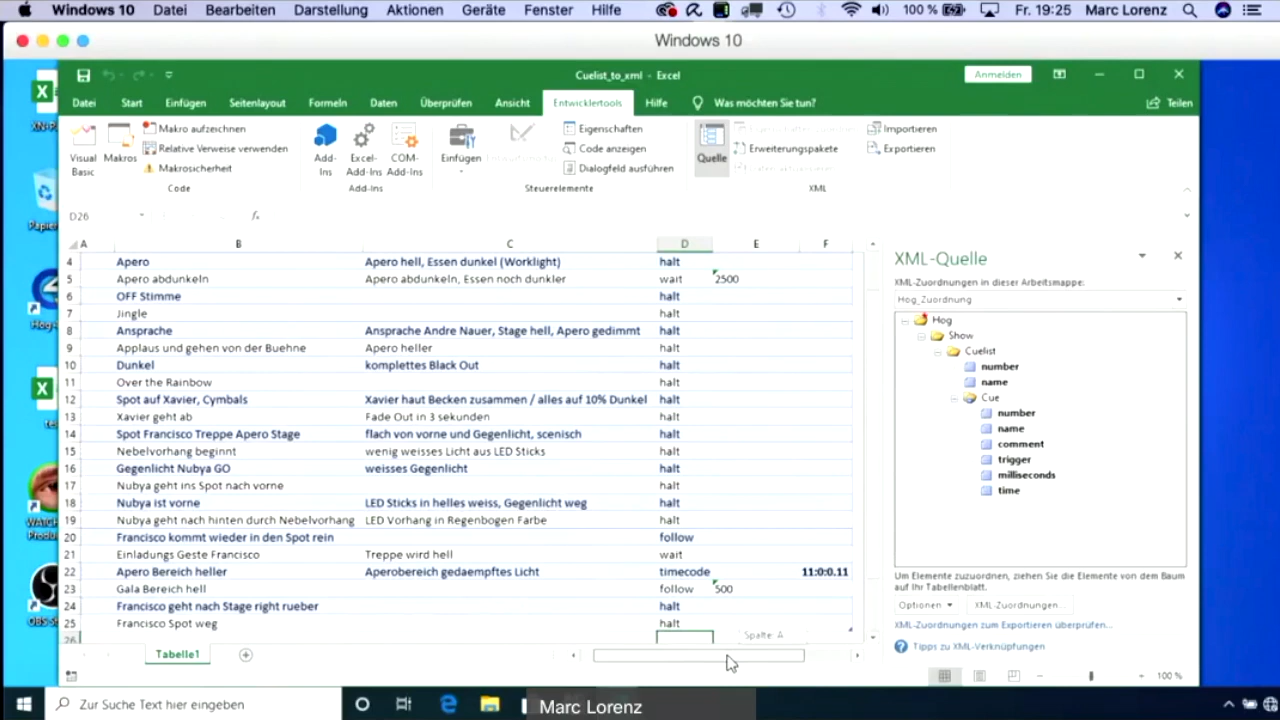 Windows 10 Datei Bearbeiten Darstellung Aktionen Geräte Fenster Hilfe 100 % Fr. 19:25 Marc Lorenz
Windows 10
Cuelist_to_xml – Excel
Anmelden
Datei Start Einfügen Seitenlayout Formeln Daten Überprüfen Ansicht Entwicklertools Hilfe Was möchten Sie tun? Teilen
Visual Basic
Makros
Makro aufzeichnen
Relative Verweise verwenden
Makrosicherheit
Code
Add-Ins
Excel-Add-Ins
COM-Add-Ins
Add-Ins
Einfügen
Eigenschaften
Code anzeigen
Dialogfeld ausführen
Steuerelemente
Quelle
Erweiterungspakete
Importieren
Exportieren
XML
D26 fx
A B C D E F
4 Apero Apero hell, Essen dunkel (Worklight) halt
5 Apero abdunkeln Apero abdunkeln, Essen noch dunkler wait 2500
6 OFF Stimme halt
7 Jingle halt
8 Ansprache Ansprache Andre Nauer, Stage hell, Apero gedimmt halt
9 Applaus und gehen von der Buehne Apero heller halt
10 Dunkel komplettes Black Out halt
11 Over the Rainbow halt
12 Spot auf Xavier, Cymbals Xavier haut Becken zusammen / alles auf 10% Dunkel halt
13 Xavier geht ab Fade Out in 3 sekunden halt
14 Spot Francisco Treppe Apero Stage flach von vorne und Gegenlicht, scenisch halt
15 Nebelvorhang beginnt wenig weisses Licht aus LED Sticks halt
16 Gegenlicht Nubya GO weisses Gegenlicht halt
17 Nubya geht ins Spot nach vorne halt
18 Nubya ist vorne LED Sticks in helles weiss, Gegenlicht weg halt
19 Nubya geht nach hinten durch Nebelvorhang LED Vorhang in Regenbogen Farbe halt
20 Francisco kommt wieder in den Spot rein follow
21 Einladungs Geste Francisco Treppe wird hell wait
22 Apero Bereich heller Aperobereich gedaempftes Licht timecode 11:0:0.11
23 Gala Bereich hell follow 500
24 Francisco geht nach Stage right rueber halt
25 Francisco Spot weg halt
26 Spalte: A
Tabelle1
XML-Quelle
XML-Zuordnungen in dieser Arbeitsmappe:
Hog_Zuordnung
Hog
Show
Cuelist
number
name
Cue
number
name
comment
trigger
milliseconds
time
Um Elemente zuzuordnen, ziehen Sie die Elemente von dem Baum
auf Ihr Tabellenblatt.
Optionen XML-Zuordnungen...
XML-Zuordnungen zum Exportieren überprüfen...
Tipps zu XML-Verknüpfungen
100 %
Zur Suche Text hier eingeben
Marc Lorenz